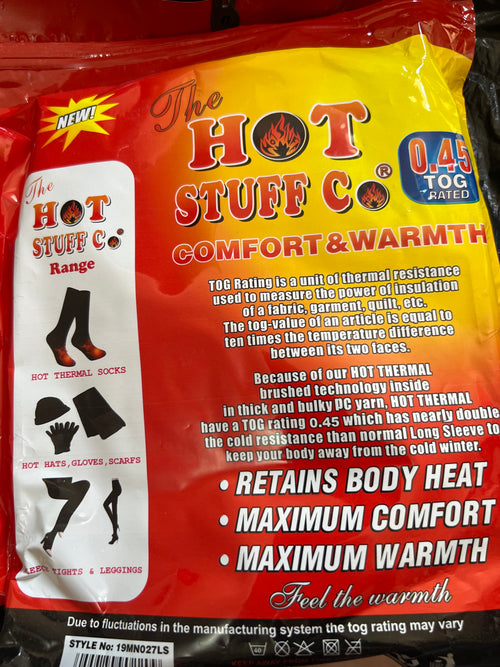 NEW!
The
HOT
STUFF Co®
0.45
TOG
RATED
COMFORT & WARMTH
TOG Rating is a unit of thermal resistance
used to measure the power of insulation
of a fabric, garment, quilt, etc.
The tog-value of an article is equal to
ten times the temperature difference
between its two faces.
Because of our HOT THERMAL
brushed technology inside
in thick and bulky pc yarn, HOT THERMAL
have a TOG rating 0.45 which has nearly double
the cold resistance than normal Long Sleeve to
keep your body away from the cold winter.
• RETAINS BODY HEAT
• MAXIMUM COMFORT
• MAXIMUM WARMTH
Feel the warmth
The
HOT
STUFF Co®
Range
HOT THERMAL SOCKS
HOT HATS, GLOVES, SCARFS
TIGHTS & LEGGINGS
Due to fluctuations in the manufacturing system the tog rating may vary
STYLE No: 19MN027LS
40